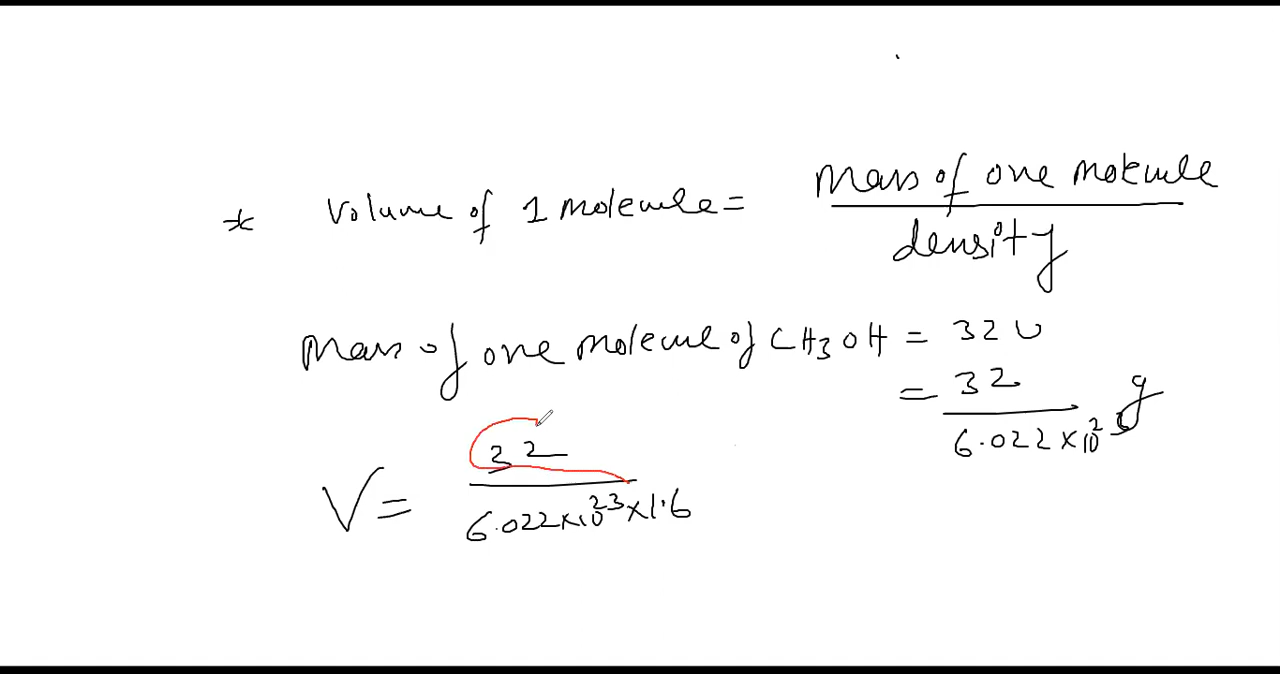 * Volume of 1 molecule = mass of one molecule
density
Mass of one molecule of CH3OH = 32 U
= 32
6.022×10^23 g
V = 32
6.022×10^23×1.6